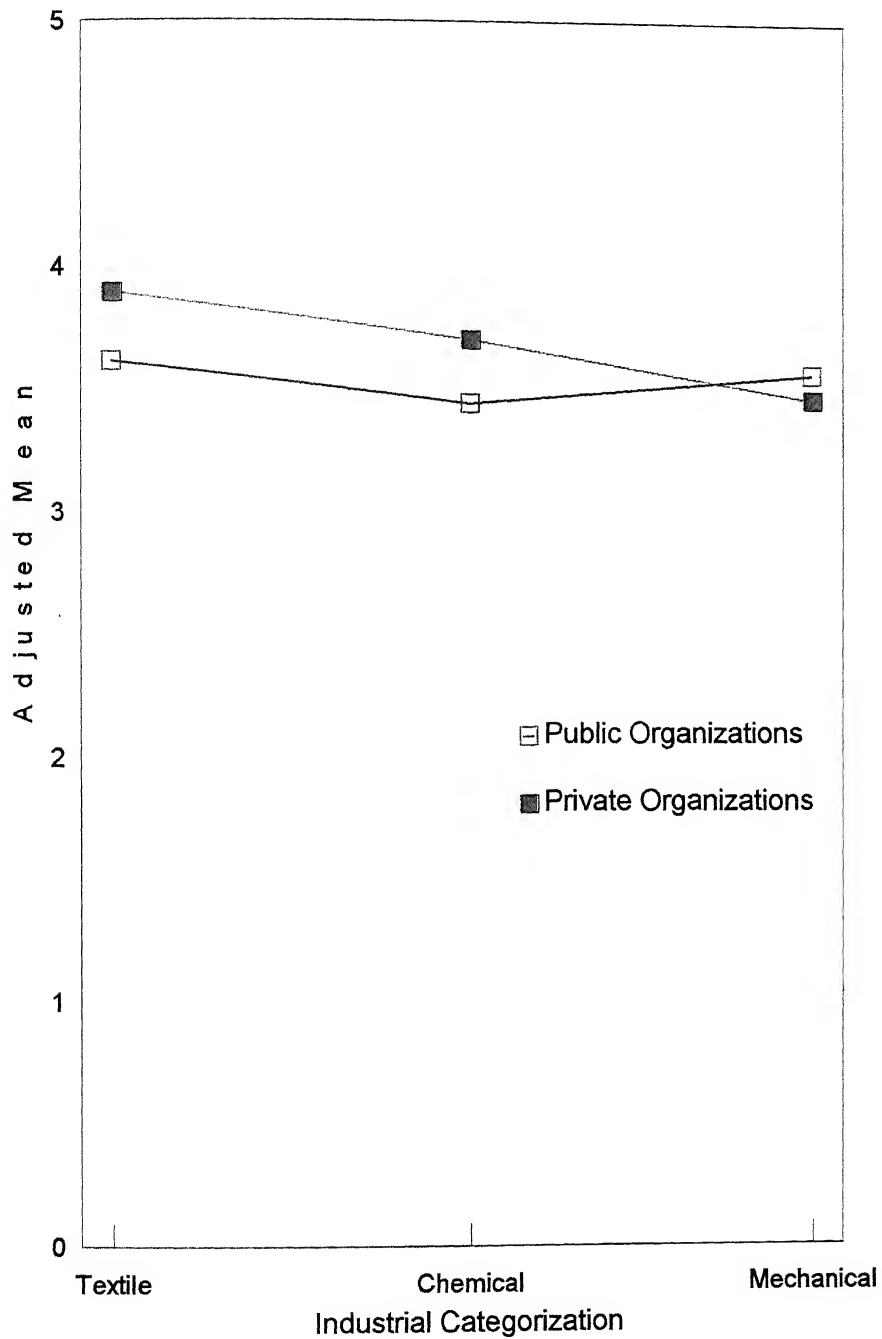 5
4
3
2
1
0
Adjusted Mean
Public Organizations
Private Organizations
Textile
Chemical
Mechanical
Industrial Categorization